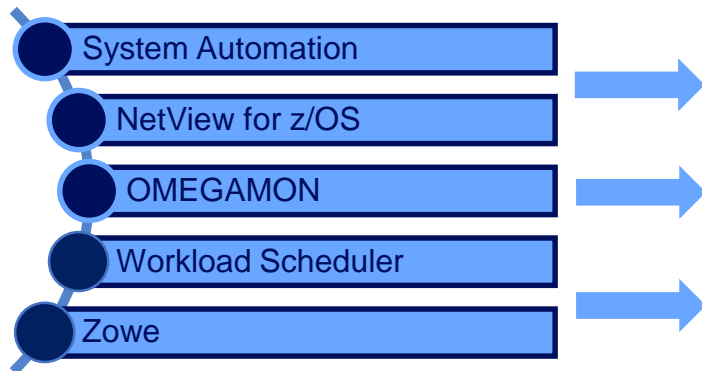 System Automation
NetView for z/OS
OMEGAMON
Workload Scheduler
Zowe